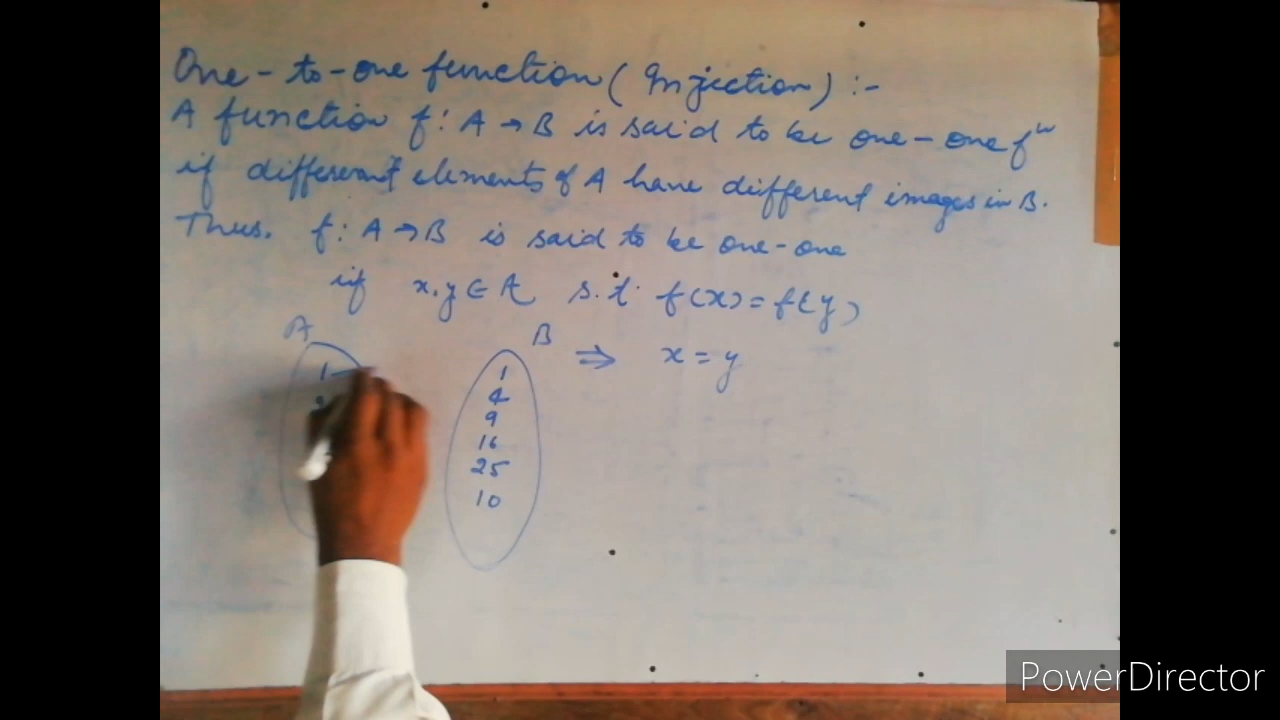 One-to-one function (Injection) :-
A function f: A → B is said to be one-one fⁿ
if different elements of A have different images in B.
Thus. f: A → B is said to be one-one
if x,y ∈ A s.t. f(x) = f(y)
⇒ x = y
A
1
B
1
4
9
16
25
10
PowerDirector